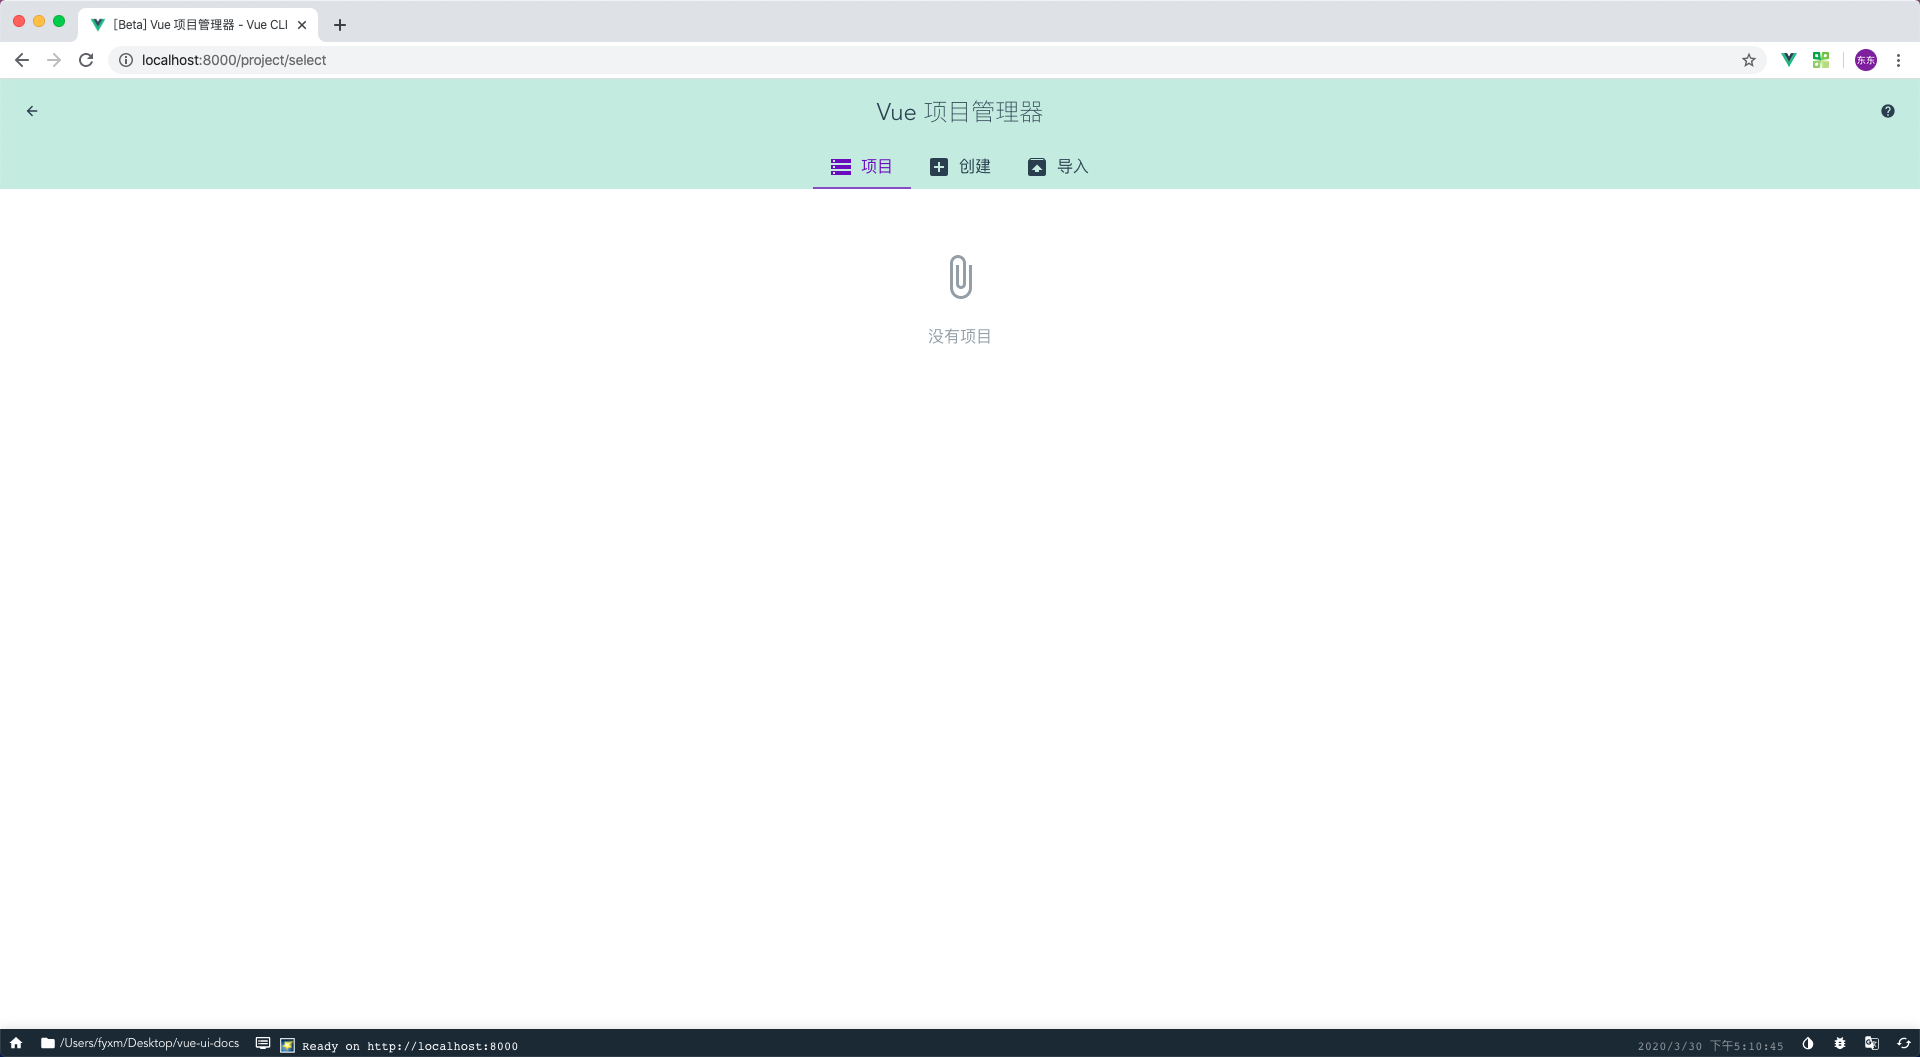 [Beta] Vue 项目管理器 - Vue CLI
localhost:8000/project/select
东东
Vue 项目管理器
项目
创建
导入
没有项目
/Users/fyxm/Desktop/vue-ui-docs
Ready on http://localhost:8000
2020/3/30 下午5:10:45